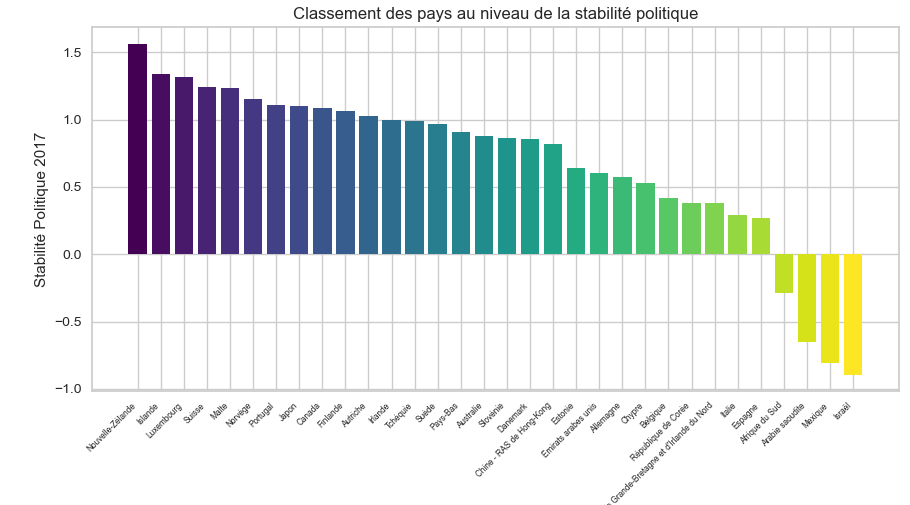 Classement des pays au niveau de la stabilité politique
Stabilité Politique 2017
1.5
1.0
0.5
0.0
−0.5
−1.0
Nouvelle-Zélande
Islande
Luxembourg
Suisse
Malte
Norvège
Portugal
Japon
Canada
Finlande
Autriche
Irlande
Tchéquie
Suède
Pays-Bas
Australie
Slovénie
Danemark
Chine - RAS de Hong-Kong
Estonie
Emirats arabes unis
Allemagne
Chypre
Belgique
République de Corée
Grande-Bretagne et d'Irlande du Nord
Italie
Espagne
Afrique du Sud
Arabie saoudite
Mexique
Israël